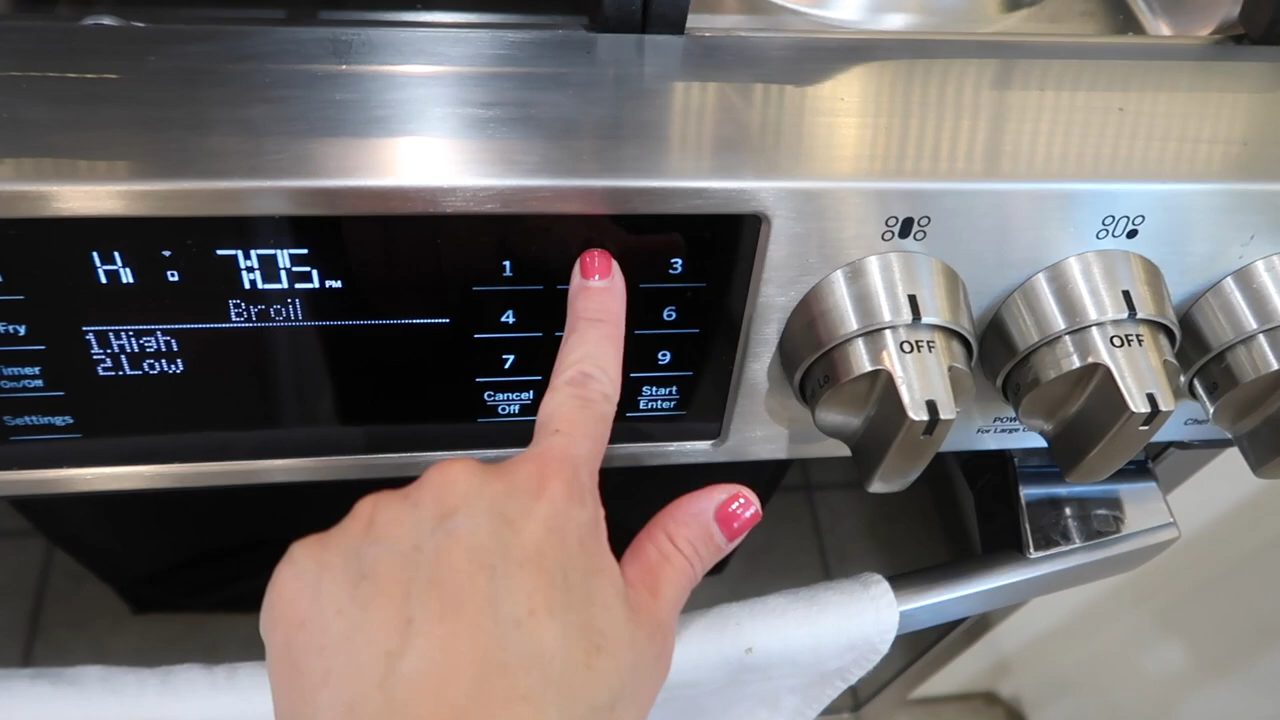 Hi 7:05 PM
Broil
1.High
2.Low
Fry
Timer
On/Off
Settings
1 3
4 6
7 9
Cancel
Off
Start
Enter
OFF
OFF
Lo
For Large